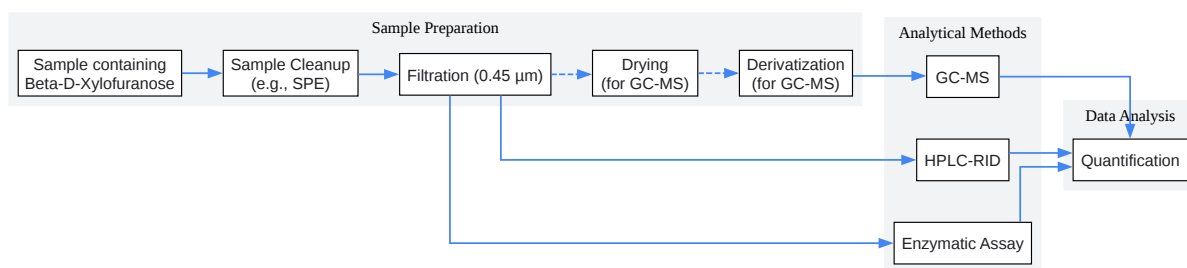 Sample Preparation
Analytical Methods
Sample containing
Beta-D-Xylofuranose
Sample Cleanup
(e.g., SPE)
Filtration (0.45 µm)
Drying
(for GC-MS)
Derivatization
(for GC-MS)
GC-MS
Data Analysis
HPLC-RID
Quantification
Enzymatic Assay